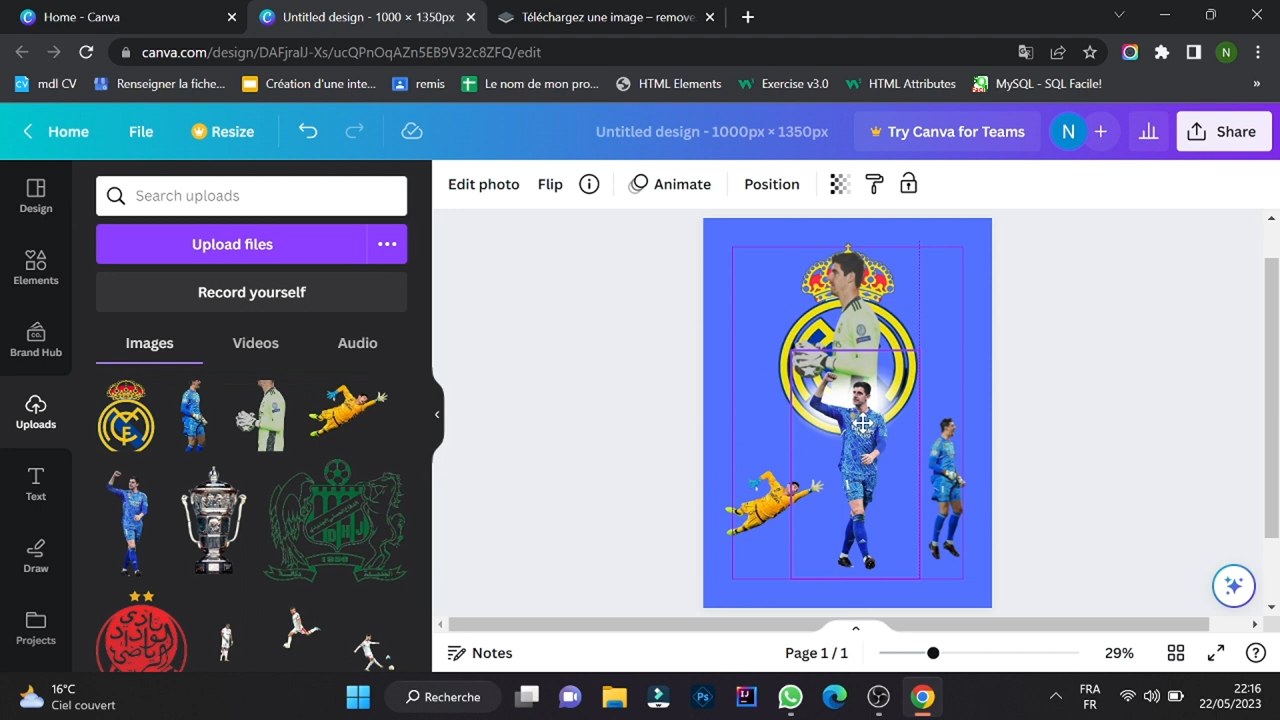 Home - Canva
Untitled design - 1000 × 1350px
Téléchargez une image – remove.
canva.com/design/DAFjralJ-Xs/ucQPnOqAZn5EB9V32c8ZFQ/edit
N
mdl CV
Renseigner la fiche...
Création d'une inte...
remis
Le nom de mon pro...
HTML Elements
Exercise v3.0
HTML Attributes
MySQL - SQL Facile!
»
Home
File
Resize
Untitled design - 1000px × 1350px
Try Canva for Teams
N
Share
Design
Elements
Brand Hub
Uploads
Text
Draw
Projects
Search uploads
Upload files
Record yourself
Images
Videos
Audio
1956
Edit photo
Flip
Animate
Position
Notes
Page 1 / 1
29%
16°C
Ciel couvert
Recherche
FRA
FR
22:16
22/05/2023